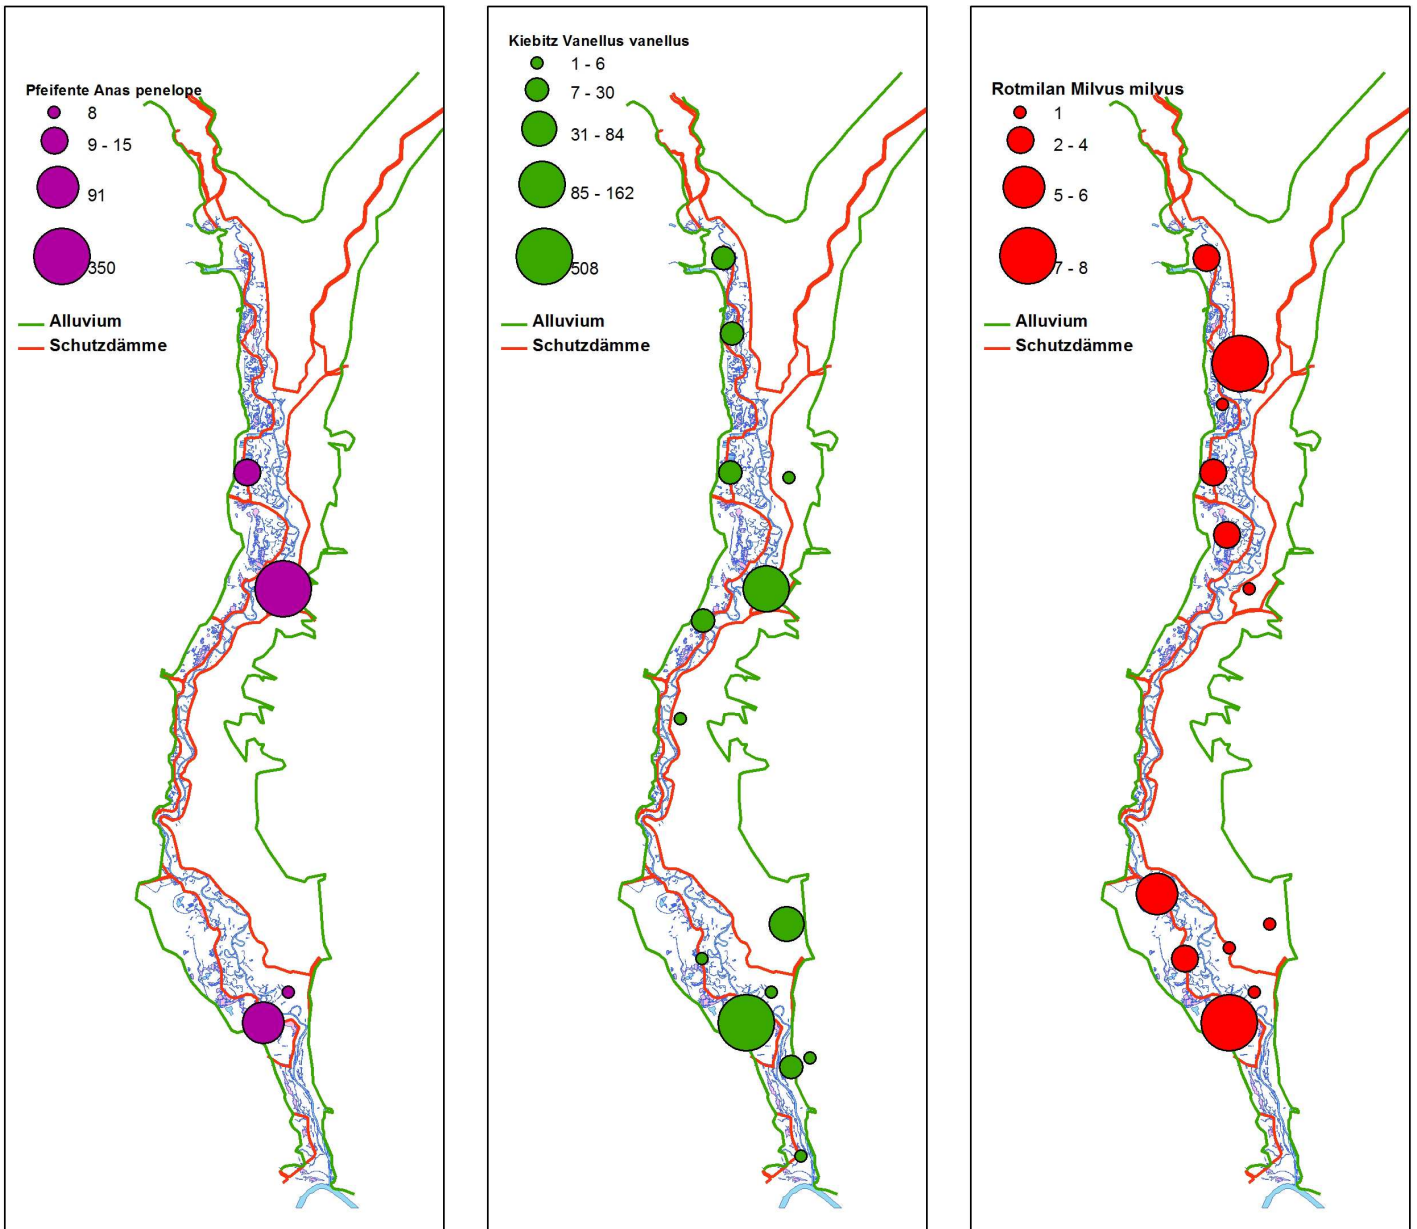 Pfeifente Anas penelope
8
9 - 15
91
350
Alluvium
Schutzdämme
Kiebitz Vanellus vanellus
1 - 6
7 - 30
31 - 84
85 - 162
508
Alluvium
Schutzdämme
Rotmilan Milvus milvus
1
2 - 4
5 - 6
7 - 8
Alluvium
Schutzdämme